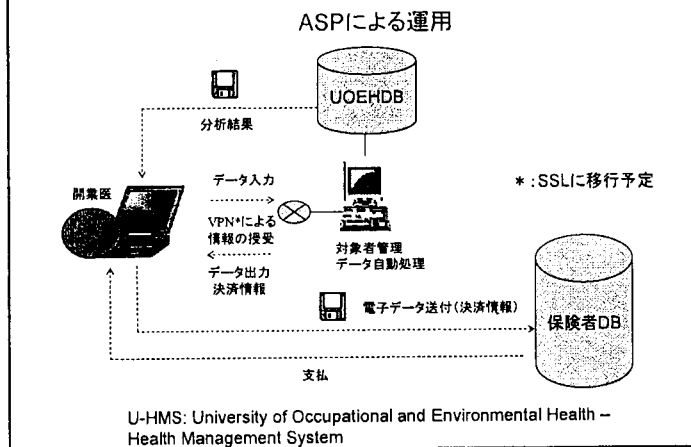 ASPによる運用
UOEHDB
分析結果
開業医
データ入力
VPN*による
情報の授受
データ出力
決済情報
対象者管理
データ自動処理
*:SSLに移行予定
電子データ送付(決済情報)
保険者DB
支払
U-HMS: University of Occupational and Environmental Health –
Health Management System